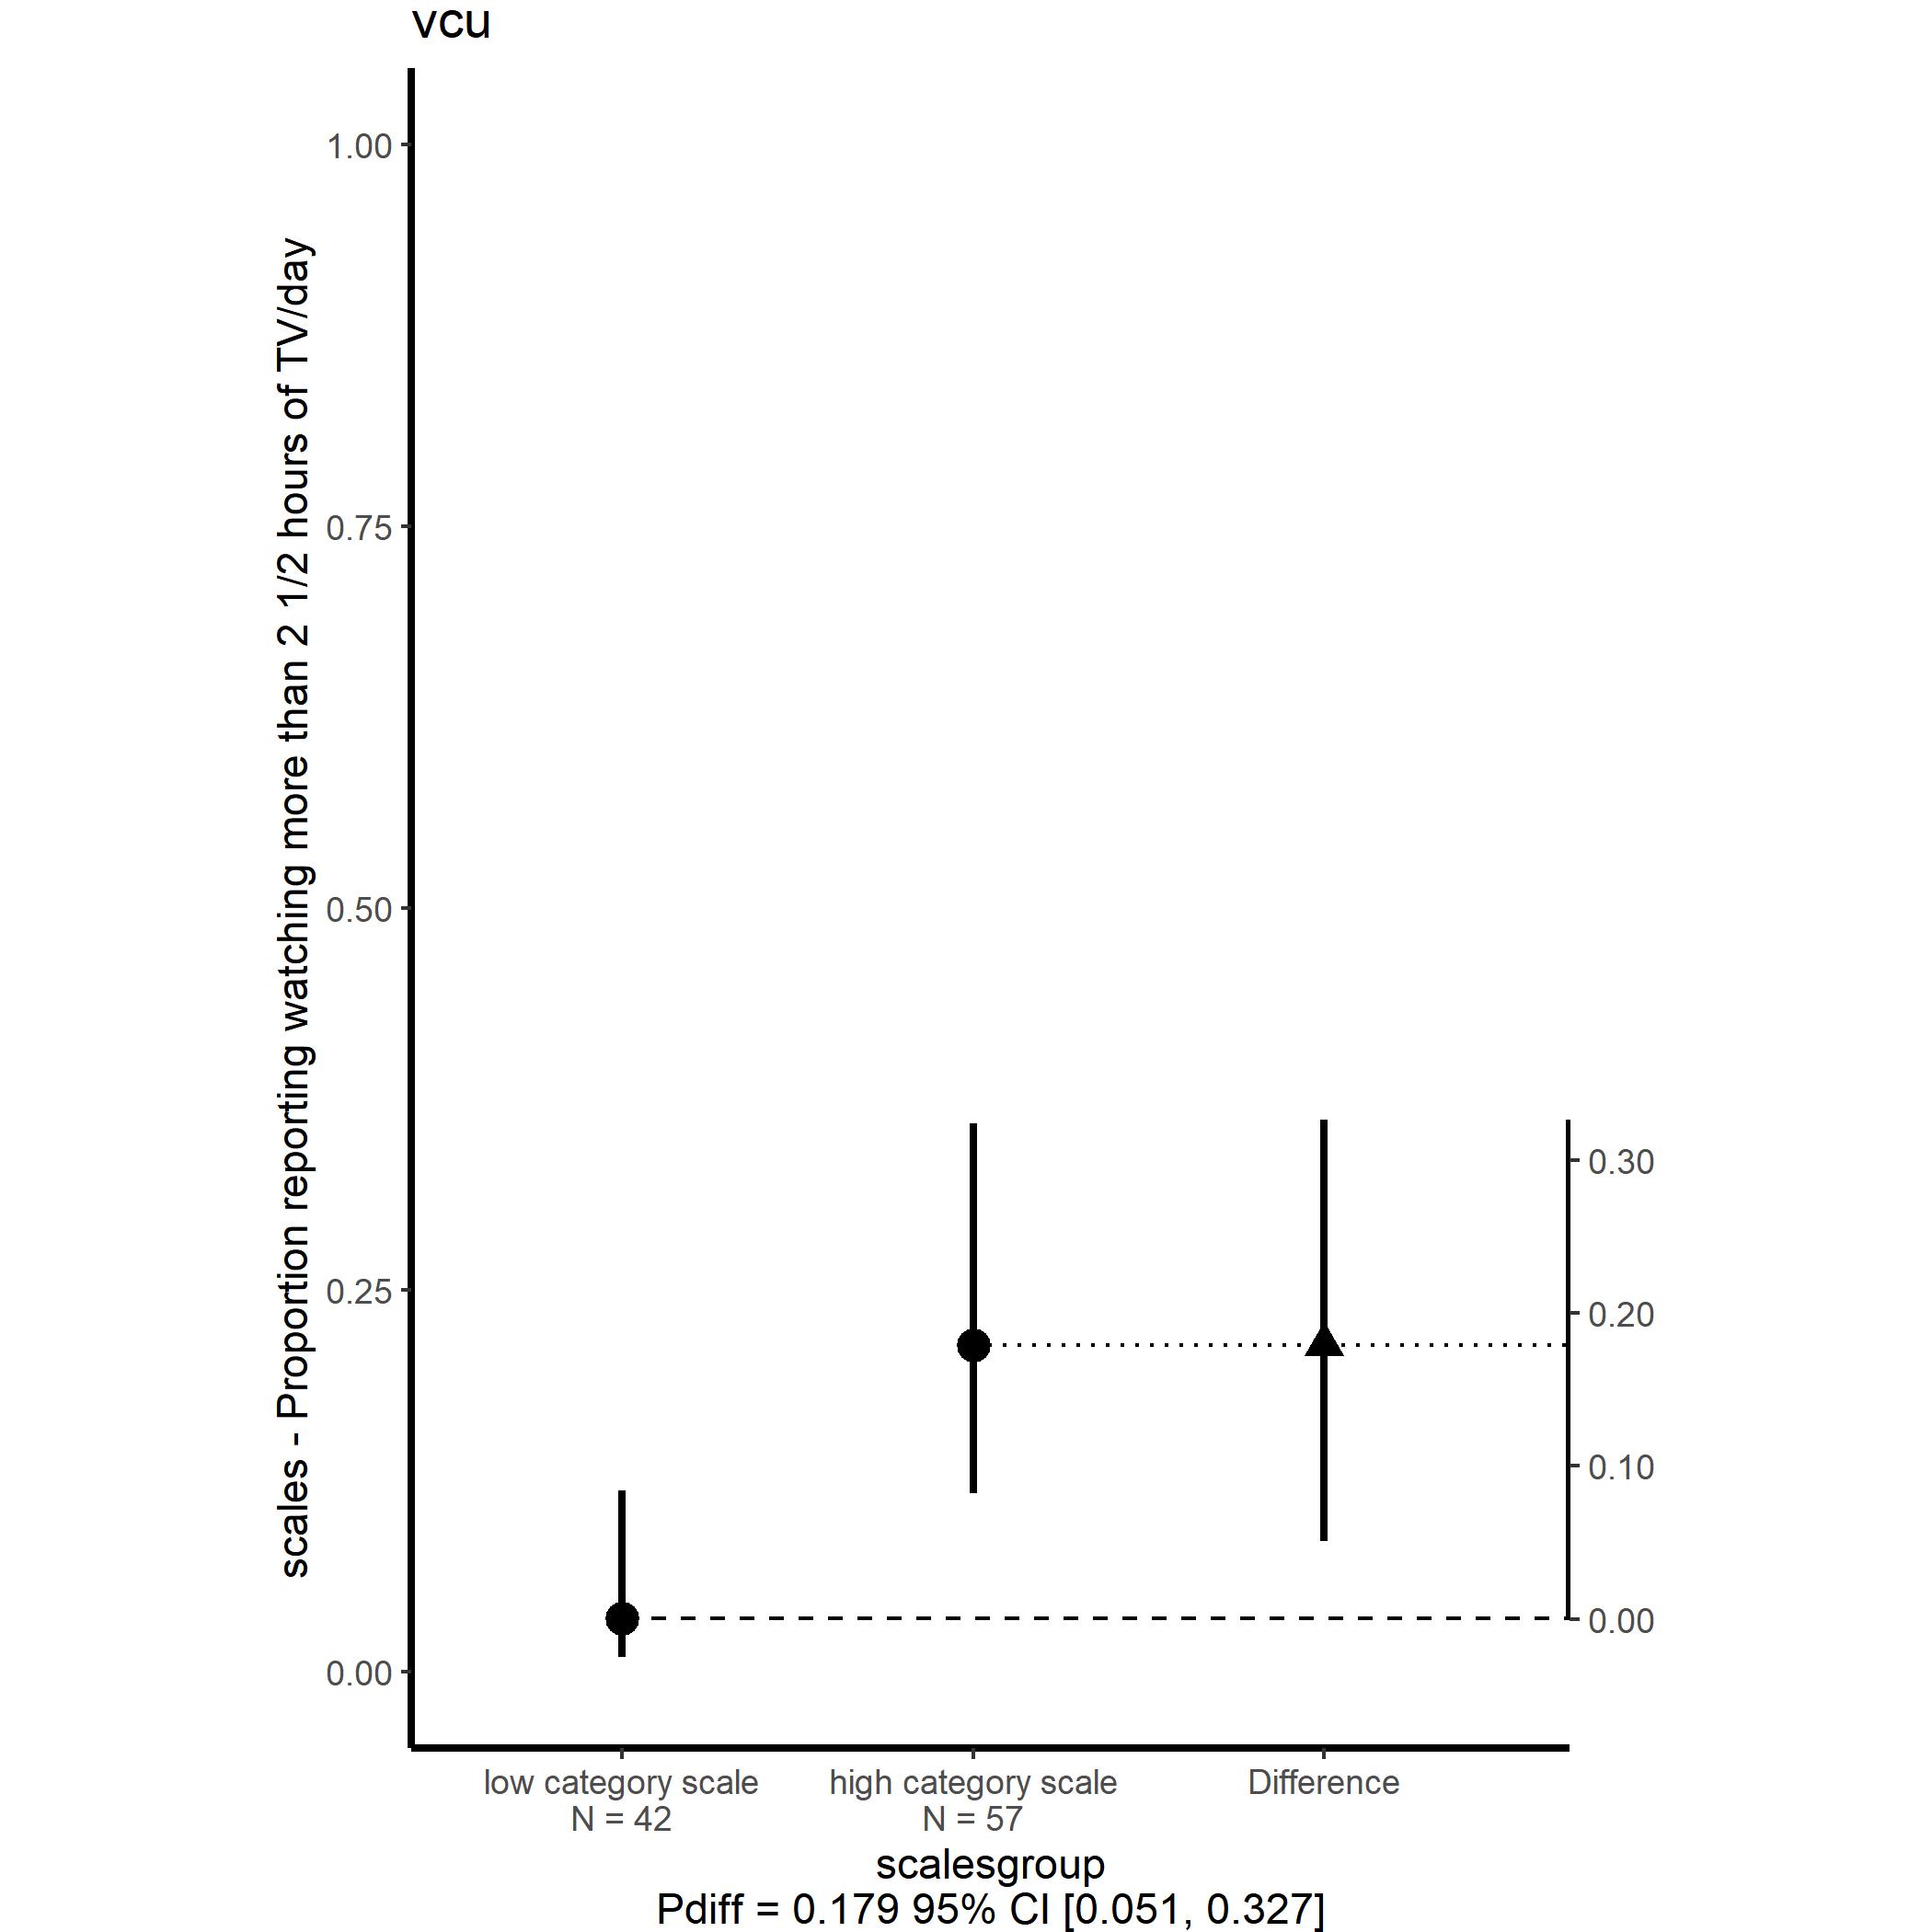 vcu
scales - Proportion reporting watching more than 2 1/2 hours of TV/day
1.00
0.75
0.50
0.25
0.00
0.30
0.20
0.10
0.00
low category scale
N = 42
high category scale
N = 57
Difference
scalesgroup
Pdiff = 0.179 95% CI [0.051, 0.327]